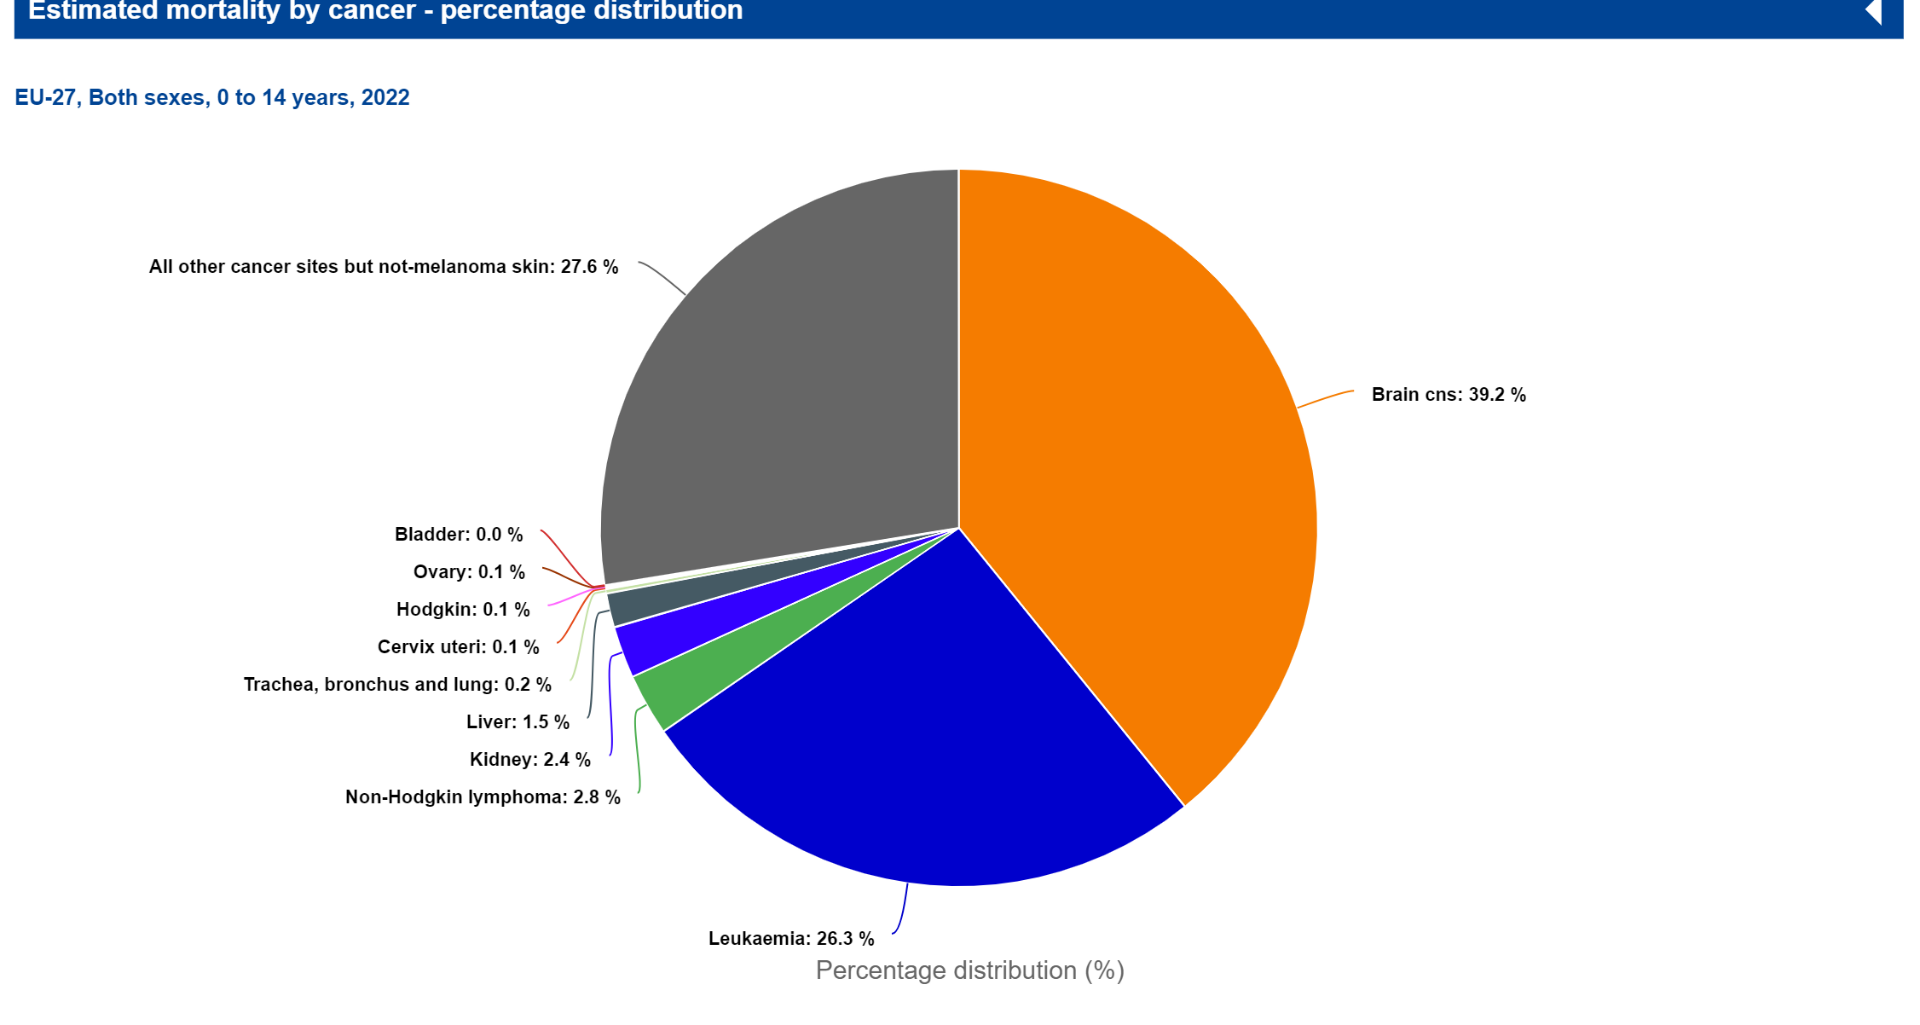 Estimated mortality by cancer - percentage distribution
EU-27, Both sexes, 0 to 14 years, 2022
All other cancer sites but not-melanoma skin: 27.6 %
Brain cns: 39.2 %
Bladder: 0.0 %
Ovary: 0.1 %
Hodgkin: 0.1 %
Cervix uteri: 0.1 %
Trachea, bronchus and lung: 0.2 %
Liver: 1.5 %
Kidney: 2.4 %
Non-Hodgkin lymphoma: 2.8 %
Leukaemia: 26.3 %
Percentage distribution (%)